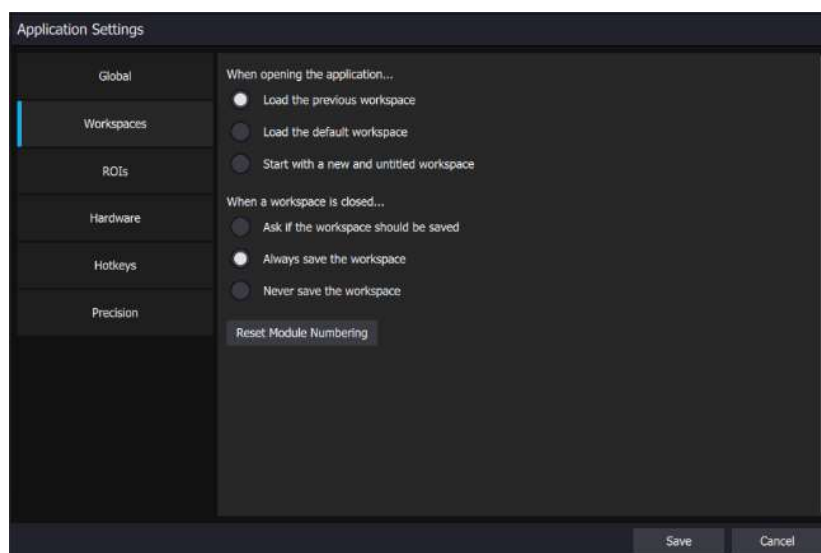 Application Settings
Global
Workspaces
ROIs
Hardware
Hotkeys
Precision
When opening the application...
Load the previous workspace
Load the default workspace
Start with a new and untitled workspace
When a workspace is closed...
Ask if the workspace should be saved
Always save the workspace
Never save the workspace
Reset Module Numbering
Save
Cancel